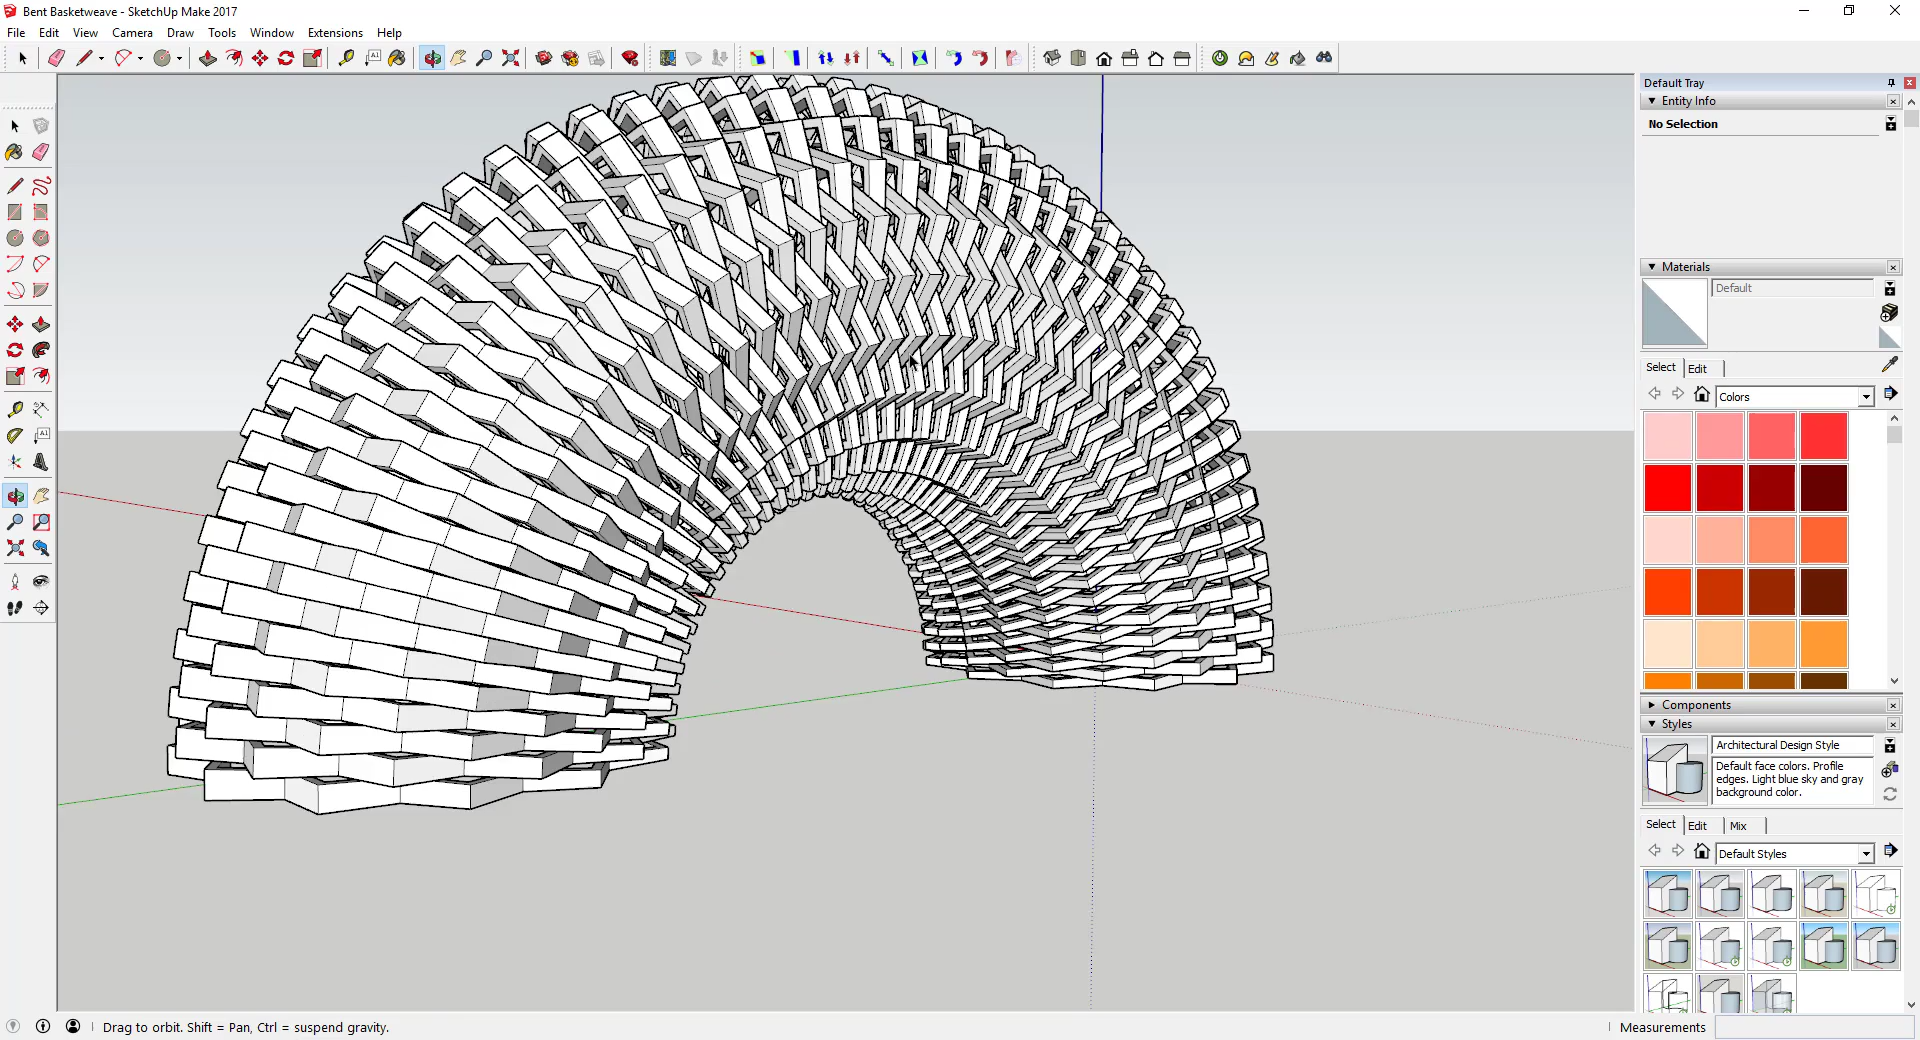 Bent Basketweave - SketchUp Make 2017
File Edit View Camera Draw Tools Window Extensions Help
Default Tray
Entity Info
No Selection
Materials
Default
Select Edit
Colors
Components
Styles
Architectural Design Style
Default face colors. Profile
edges. Light blue sky and gray
background color.
Select Edit Mix
Default Styles
Drag to orbit. Shift = Pan, Ctrl = suspend gravity.
Measurements